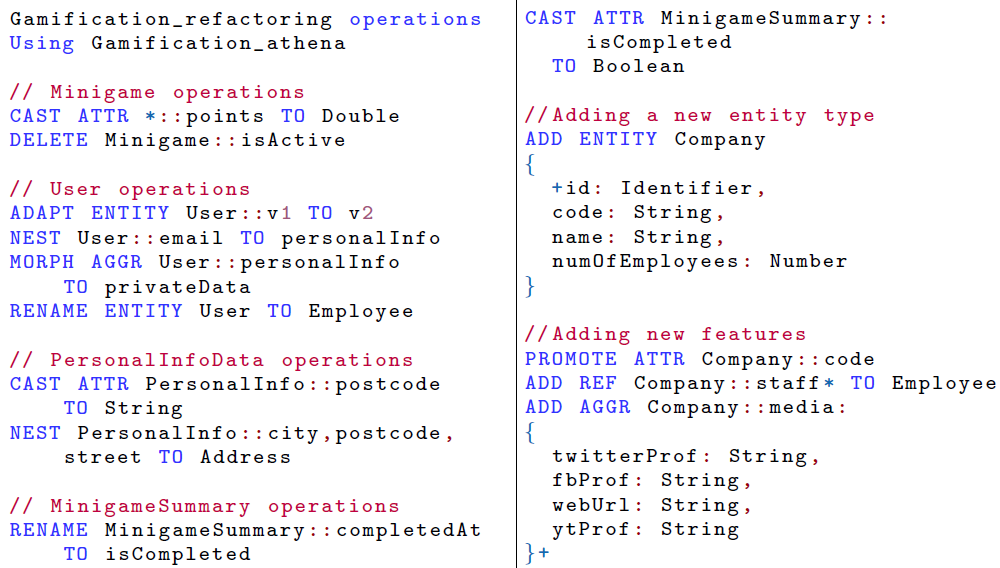 Gamification_refactoring operations
Using Gamification_athena

// Minigame operations
CAST ATTR *::points TO Double
DELETE Minigame::isActive

// User operations
ADAPT ENTITY User::v1 TO v2
NEST User::email TO personalInfo
MORPH AGGR User::personalInfo
    TO privateData
RENAME ENTITY User TO Employee

// PersonalInfoData operations
CAST ATTR PersonalInfo::postcode
    TO String
NEST PersonalInfo::city,postcode,
    street TO Address

// MinigameSummary operations
RENAME MinigameSummary::completedAt
    TO isCompleted
CAST ATTR MinigameSummary::
    isCompleted
  TO Boolean

//Adding a new entity type
ADD ENTITY Company
{
  +id: Identifier,
  code: String,
  name: String,
  numOfEmployees: Number
}

//Adding new features
PROMOTE ATTR Company::code
ADD REF Company::staff* TO Employee
ADD AGGR Company::media:
{
  twitterProf: String,
  fbProf: String,
  webUrl: String,
  ytProf: String
}+